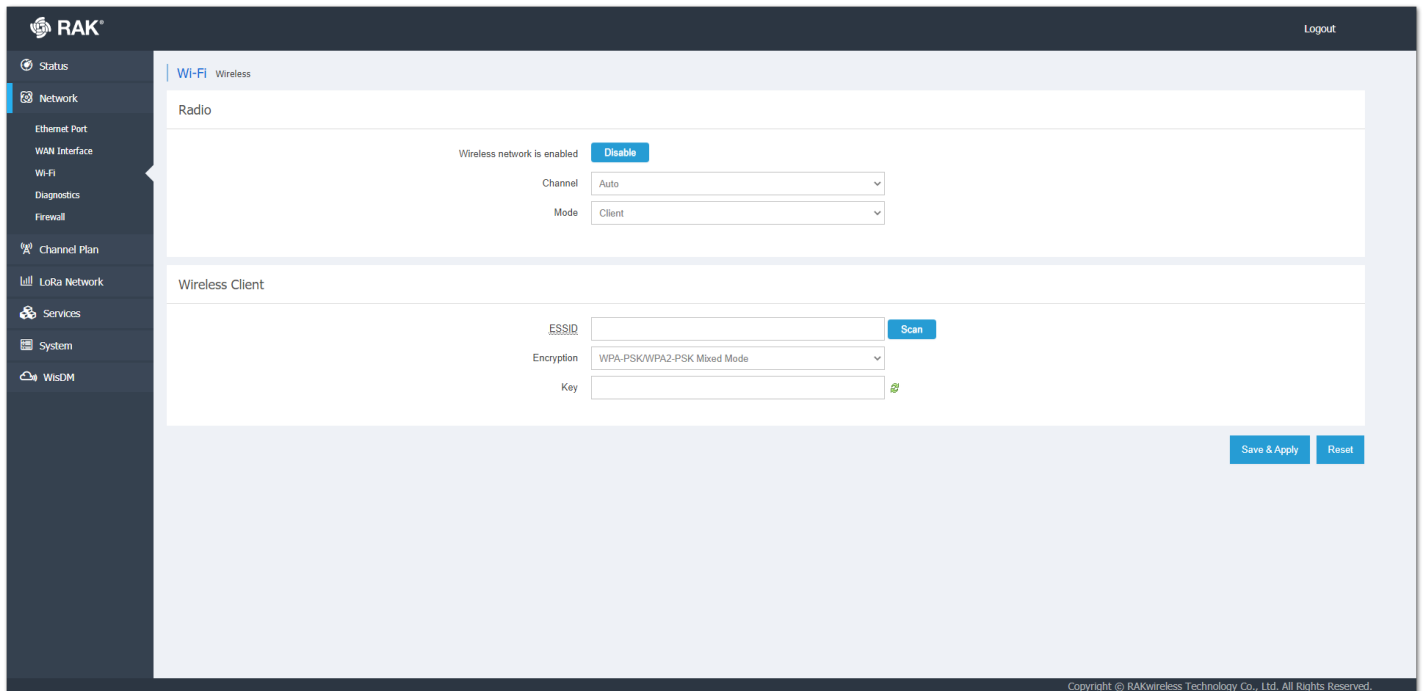 RAK®
Logout
Status
Network
Ethernet Port
WAN Interface
Wi-Fi
Diagnostics
Firewall
Channel Plan
LoRa Network
Services
System
WisDM
Wi-Fi Wireless
Radio
Wireless network is enabled Disable
Channel Auto
Mode Client
Wireless Client
ESSID Scan
Encryption WPA-PSK/WPA2-PSK Mixed Mode
Key
Save & Apply Reset
Copyright © RAKwireless Technology Co., Ltd. All Rights Reserved.